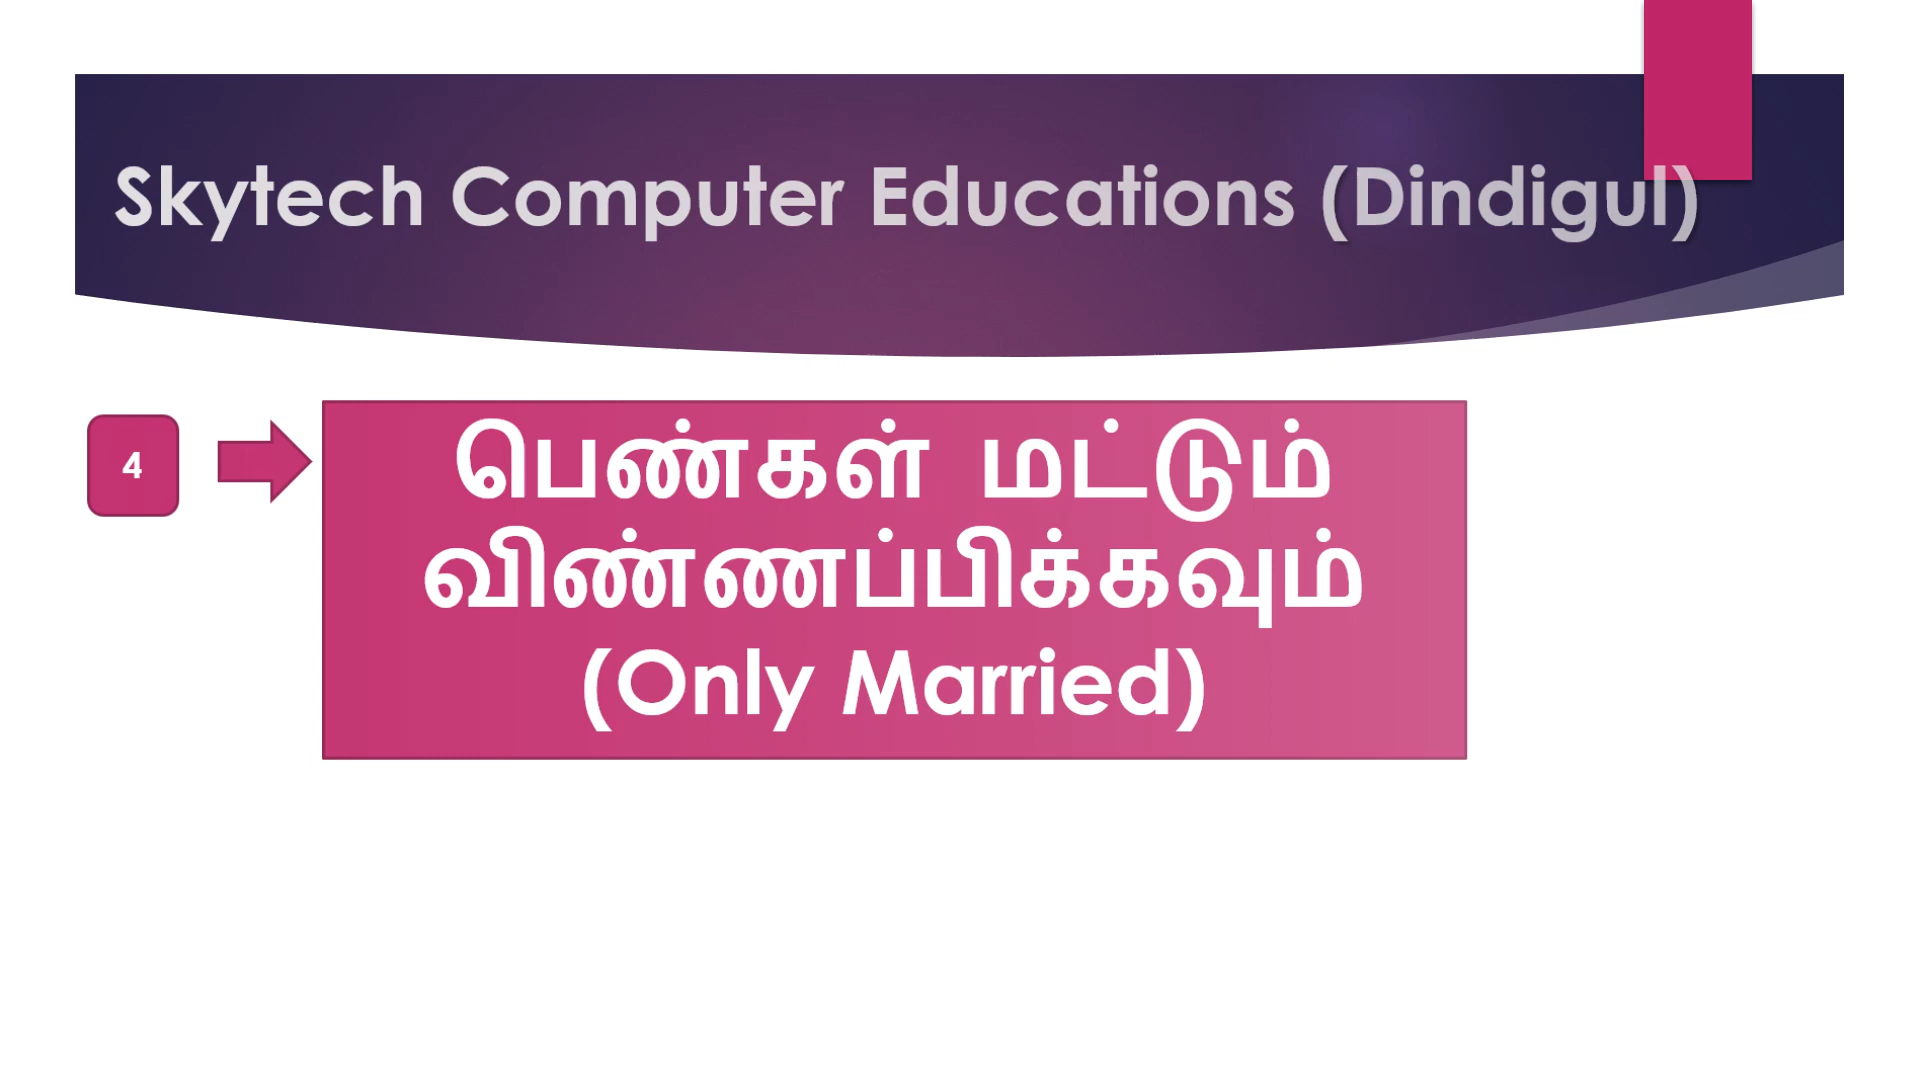 Skytech Computer Educations (Dindigul)
4
பெண்கள் மட்டும்
விண்ணப்பிக்கவும்
(Only Married)